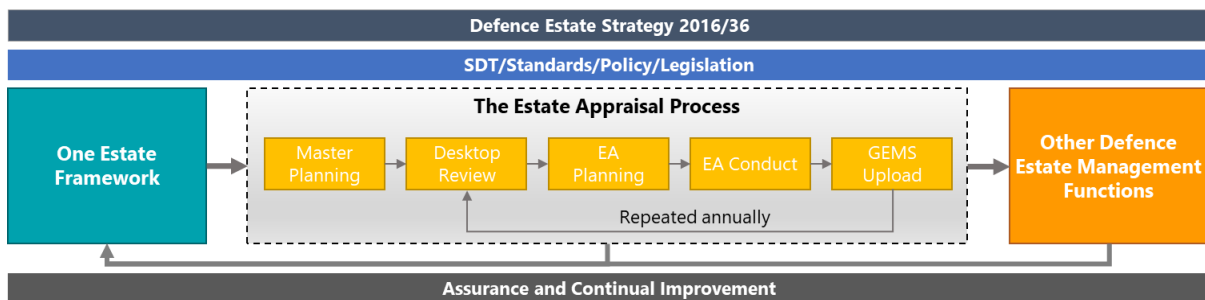 Defence Estate Strategy 2016/36
SDT/Standards/Policy/Legislation
One Estate
Framework
The Estate Appraisal Process
Master
Planning
Desktop
Review
EA
Planning
EA Conduct
GEMS
Upload
Repeated annually
Other Defence
Estate Management
Functions
Assurance and Continual Improvement